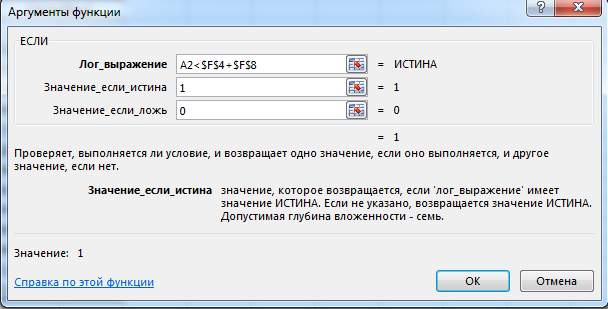 Аргументы функции
ЕСЛИ
Лог_выражение A2<$F$4+$F$8 = ИСТИНА
Значение_если_истина 1 = 1
Значение_если_ложь 0 = 0
= 1
Проверяет, выполняется ли условие, и возвращает одно значение, если оно выполняется, и другое
значение, если нет.
Значение_если_истина значение, которое возвращается, если 'лог_выражение' имеет
значение ИСТИНА. Если не указано, возвращается значение ИСТИНА.
Допустимая глубина вложенности - семь.
Значение: 1
Справка по этой функции OK Отмена